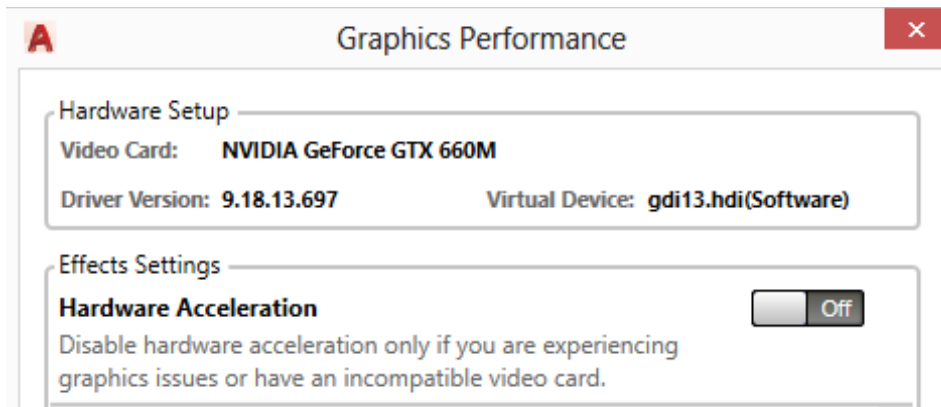 Graphics Performance
Hardware Setup
Video Card: NVIDIA GeForce GTX 660M
Driver Version: 9.18.13.697 Virtual Device: gdi13.hdi(Software)
Effects Settings
Hardware Acceleration Off
Disable hardware acceleration only if you are experiencing
graphics issues or have an incompatible video card.